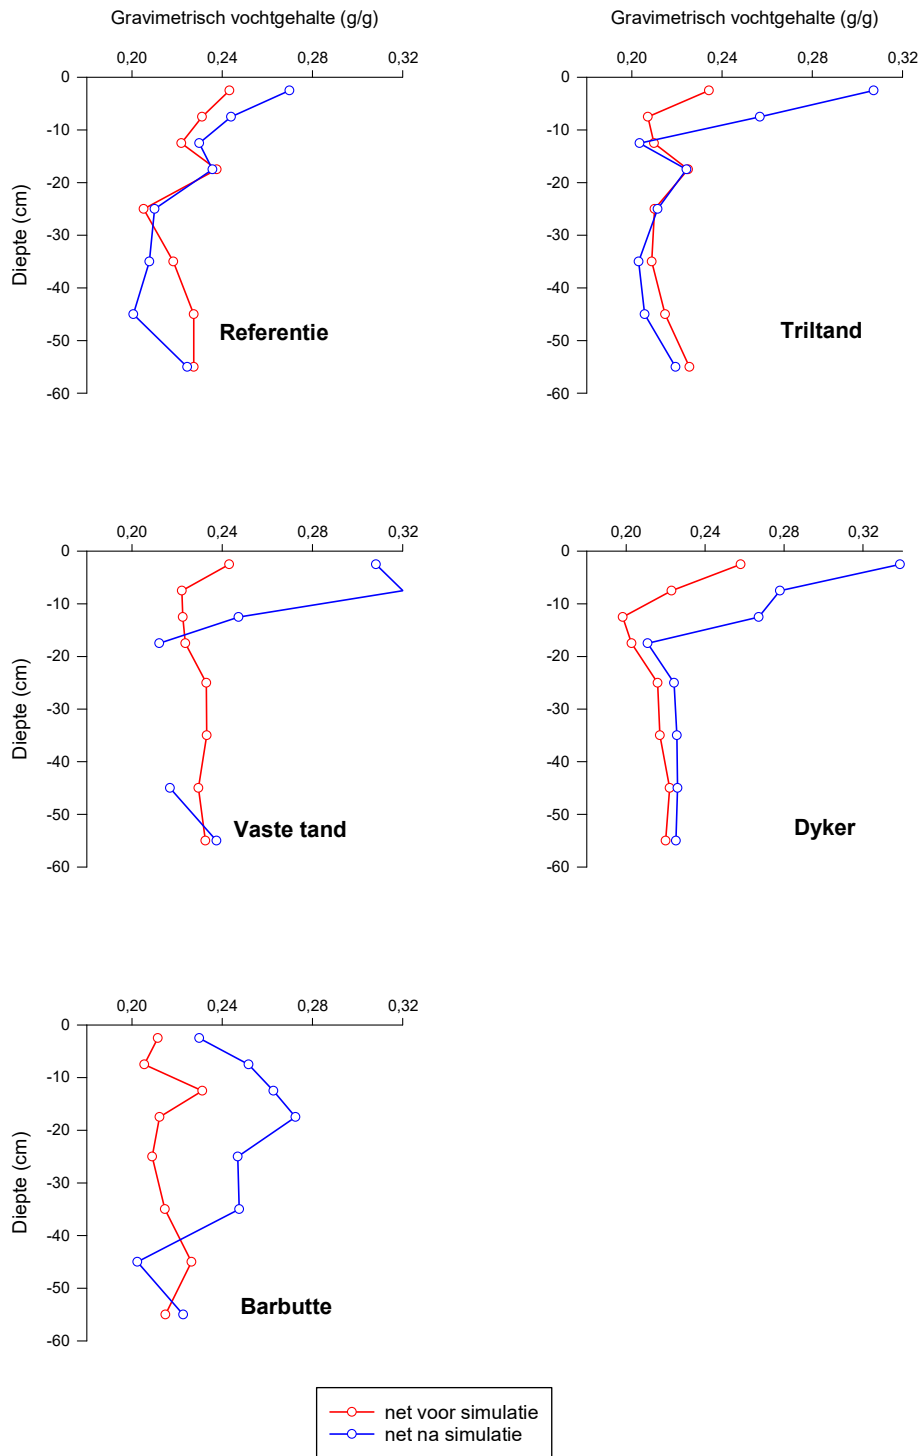 Gravimetrisch vochtgehalte (g/g)
0,20 0,24 0,28 0,32
0
-10
-20
-30
-40
-50
-60
Diepte (cm)
Referentie
Gravimetrisch vochtgehalte (g/g)
0,20 0,24 0,28 0,32
0
-10
-20
-30
-40
-50
-60
Diepte (cm)
Triltand
0,20 0,24 0,28 0,32
0
-10
-20
-30
-40
-50
-60
Diepte (cm)
Vaste tand
0,20 0,24 0,28 0,32
0
-10
-20
-30
-40
-50
-60
Diepte (cm)
Dyker
0,20 0,24 0,28 0,32
0
-10
-20
-30
-40
-50
-60
Diepte (cm)
Barbutte
net voor simulatie
net na simulatie